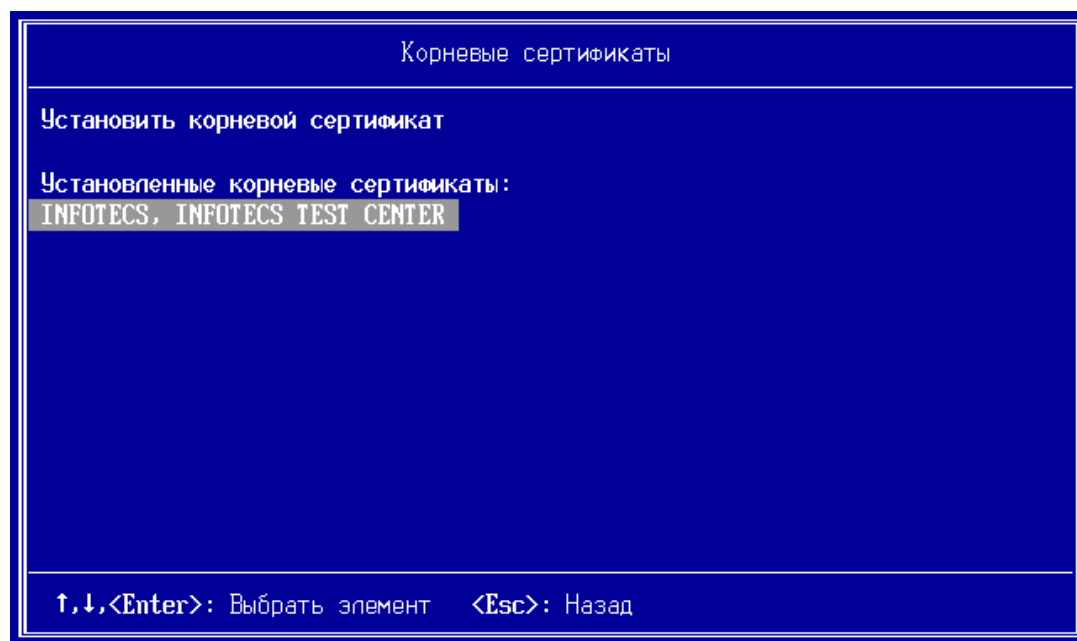 Корневые сертификаты
Установить корневой сертификат
Установленные корневые сертификаты:
INFOTECS, INFOTECS TEST CENTER
↑,↓,<Enter>: Выбрать элемент <Esc>: Назад